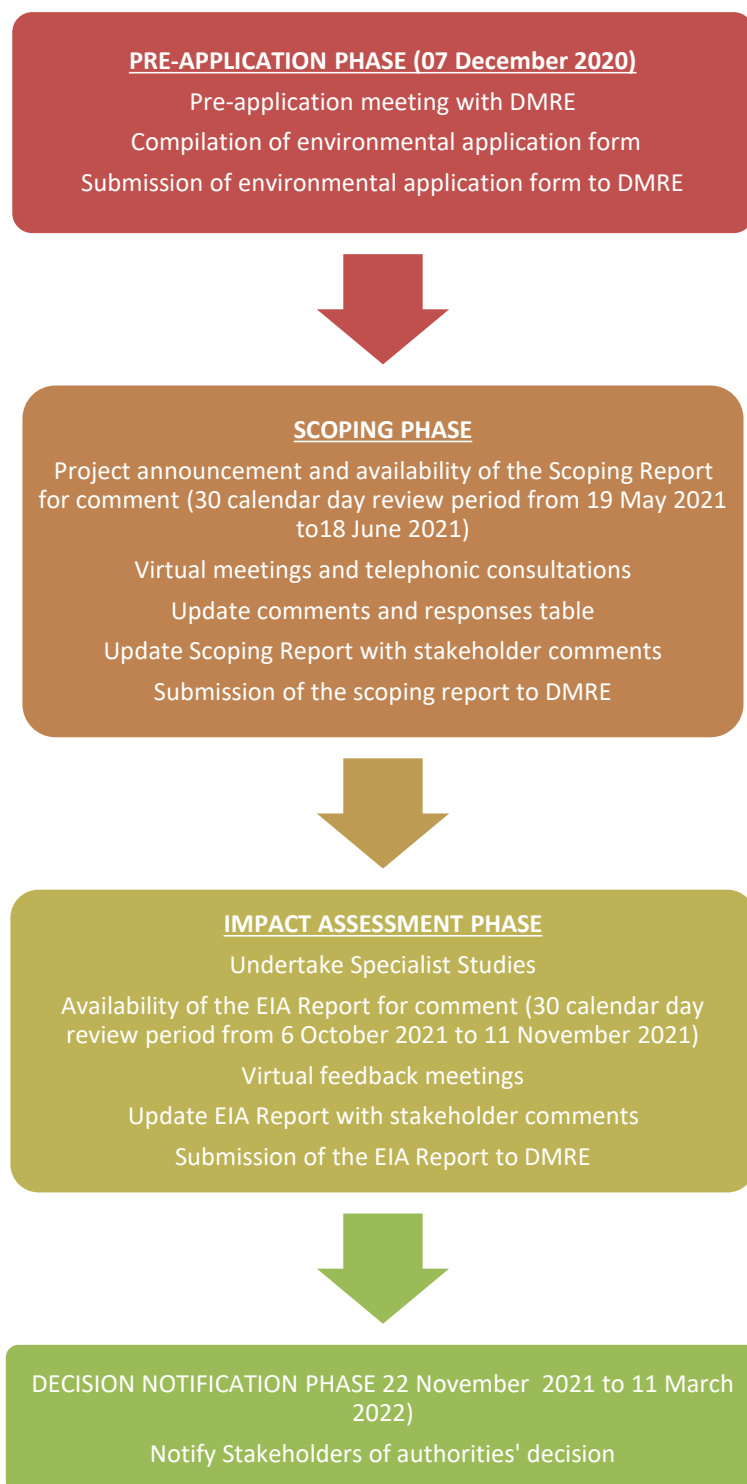 PRE-APPLICATION PHASE (07 December 2020)
Pre-application meeting with DMRE
Compilation of environmental application form
Submission of environmental application form to DMRE
SCOPING PHASE
Project announcement and availability of the Scoping Report
for comment (30 calendar day review period from 19 May 2021
to18 June 2021)
Virtual meetings and telephonic consultations
Update comments and responses table
Update Scoping Report with stakeholder comments
Submission of the scoping report to DMRE
IMPACT ASSESSMENT PHASE
Undertake Specialist Studies
Availability of the EIA Report for comment (30 calendar day
review period from 6 October 2021 to 11 November 2021)
Virtual feedback meetings
Update EIA Report with stakeholder comments
Submission of the EIA Report to DMRE
DECISION NOTIFICATION PHASE 22 November  2021 to 11 March
2022)
Notify Stakeholders of authorities' decision